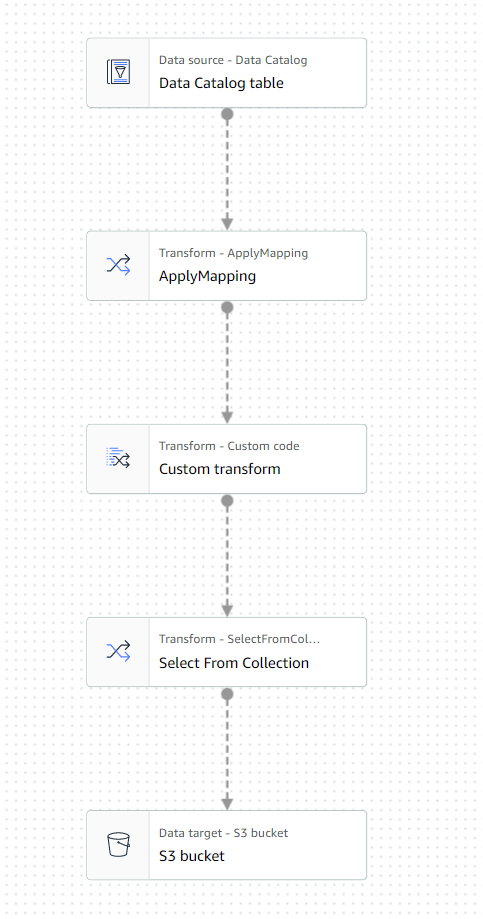 Data source - Data Catalog
Data Catalog table
Transform - ApplyMapping
ApplyMapping
Transform - Custom code
Custom transform
Transform - SelectFromCol...
Select From Collection
Data target - S3 bucket
S3 bucket